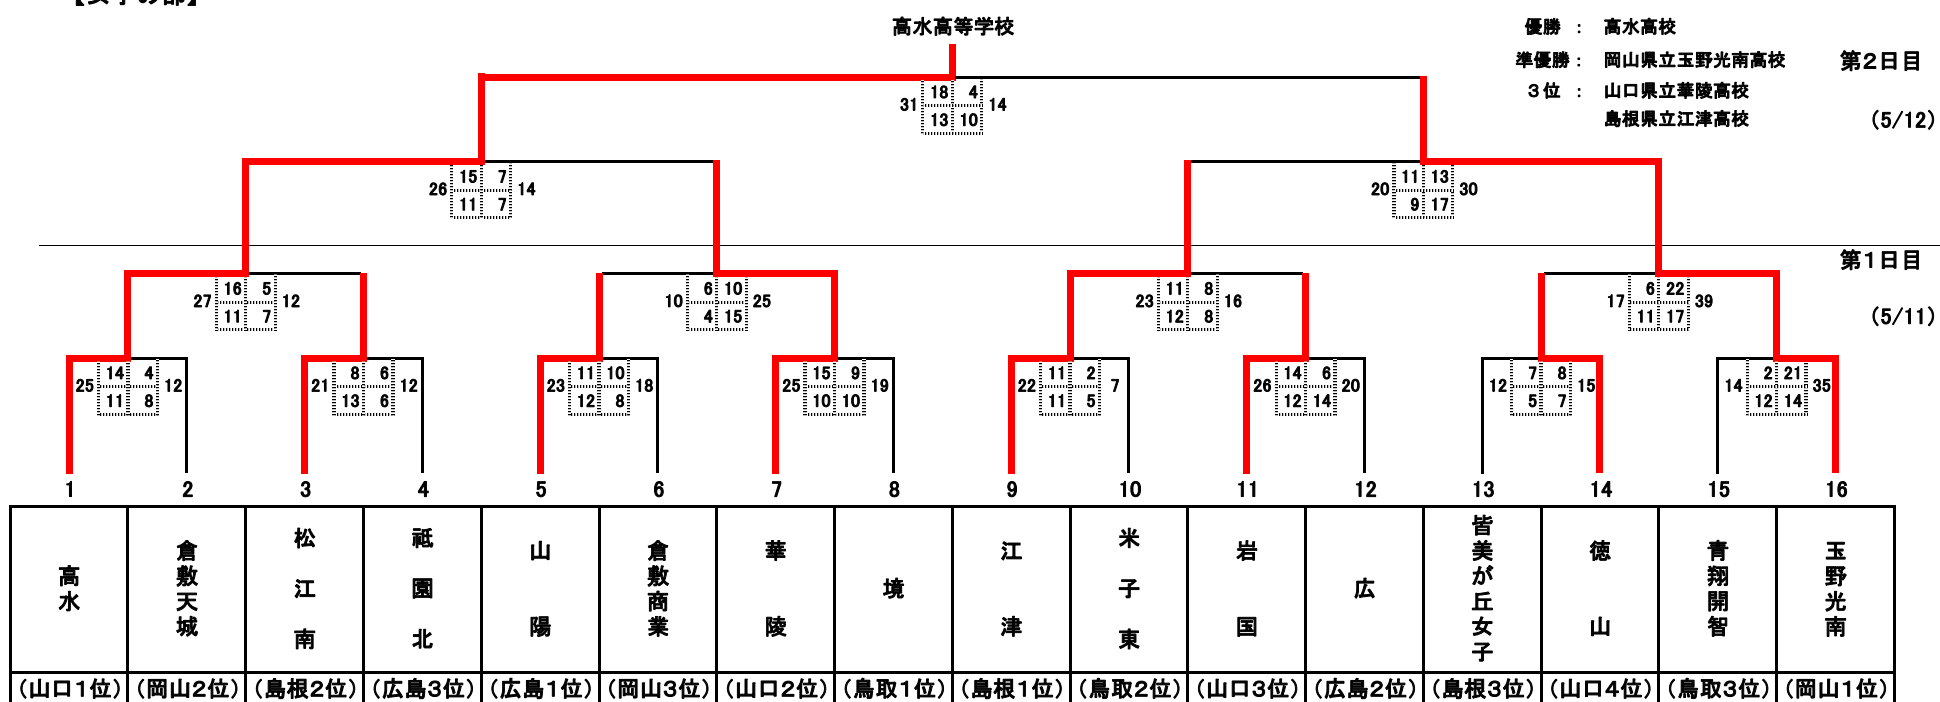 【女子の部】
高水高等学校
優勝 : 高水高校
準優勝: 岡山県立玉野光南高校
3位 : 山口県立華陵高校
島根県立江津高校
第2日目
(5/12)
31 18 4 14
13 10
26 15 7 14
11 7
20 11 13 30
9 17
第1日目
(5/11)
27 16 5 12
11 7
10 6 10 25
4 15
23 11 8 16
12 8
17 6 22 39
11 17
25 14 4 12
11 8
21 8 6 12
13 6
23 11 10 18
12 8
25 15 9 19
10 10
22 11 2 7
11 5
26 14 6 20
12 14
12 7 8 15
5 7
14 2 21 35
12 14
1 2 3 4 5 6 7 8 9 10 11 12 13 14 15 16
高水
倉敷天城
松江南
祗園北
山陽
倉敷商業
華陵
境
江津
米子東
岩国
広
皆美が丘女子
徳山
青翔開智
玉野光南
(山口1位) (岡山2位) (島根2位) (広島3位) (広島1位) (岡山3位) (山口2位) (鳥取1位) (島根1位) (鳥取2位) (山口3位) (広島2位) (島根3位) (山口4位) (鳥取3位) (岡山1位)